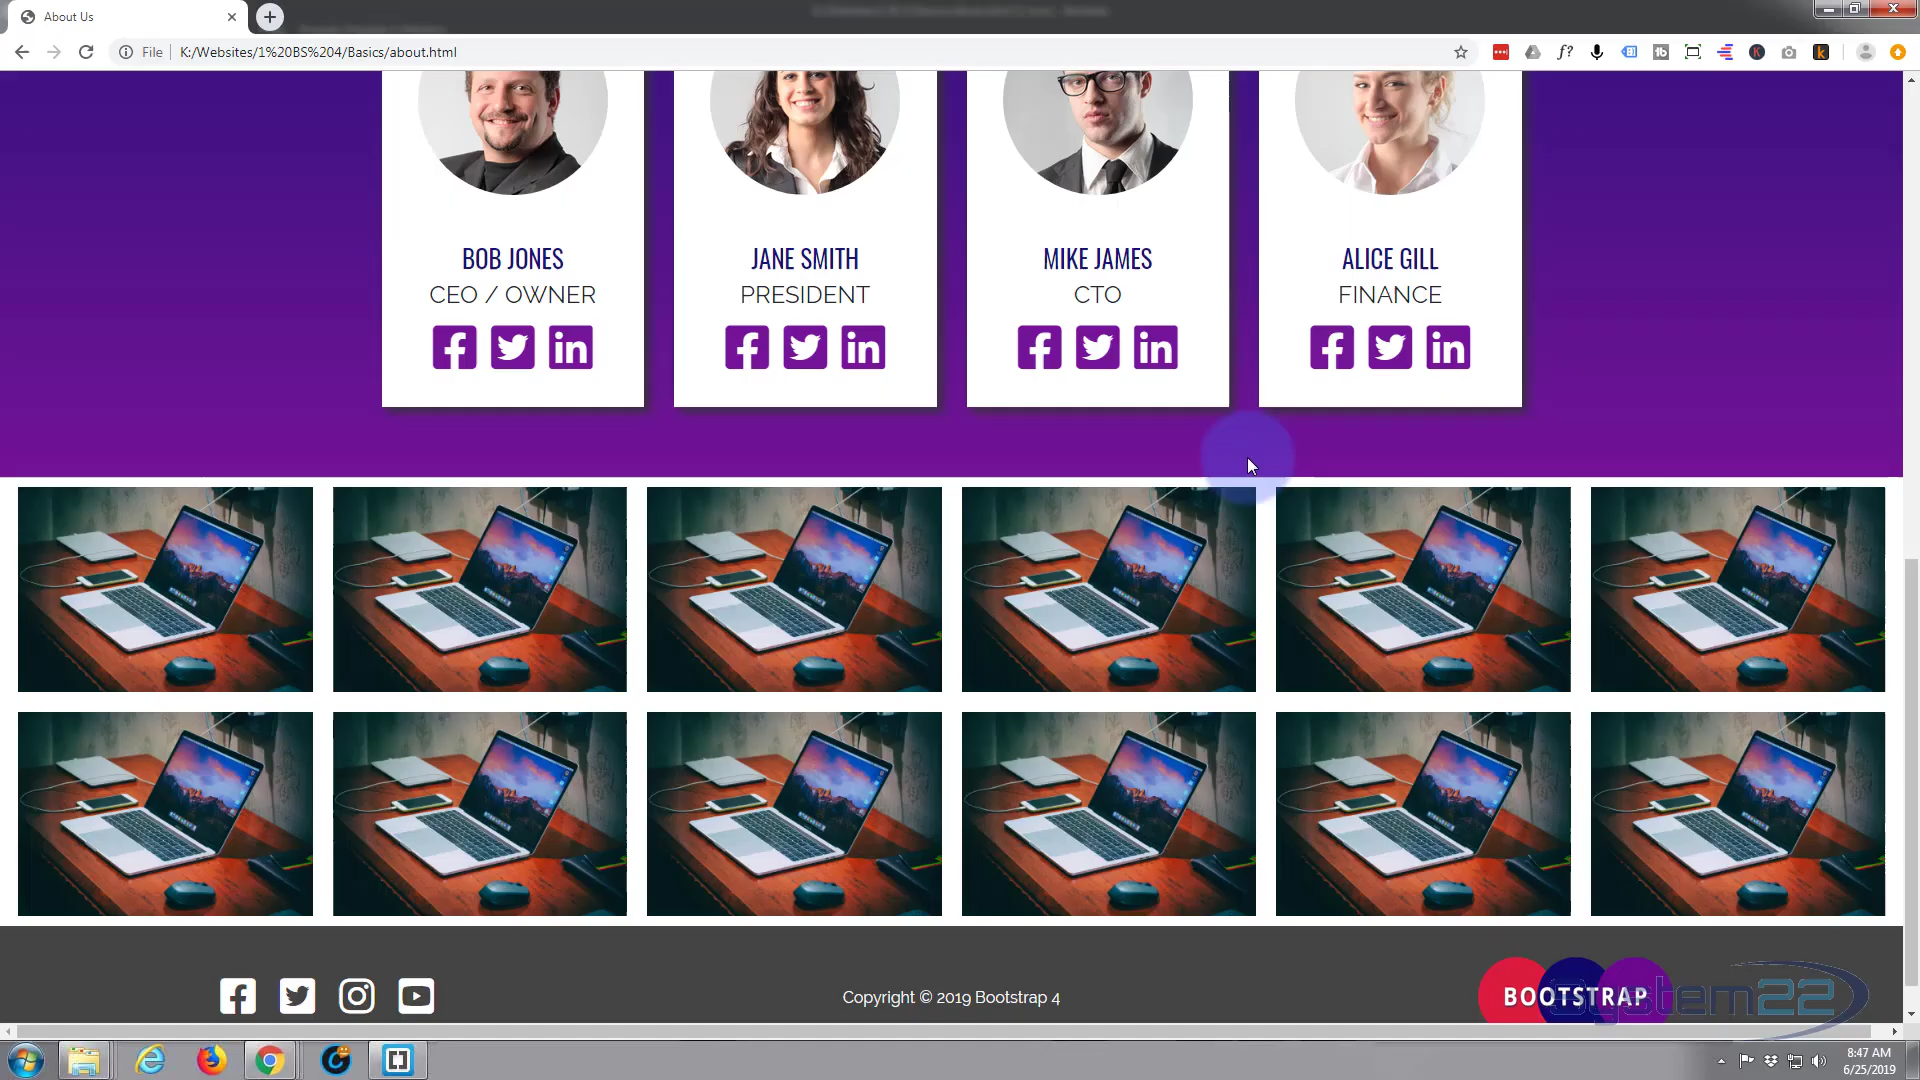 About Us
File K:/Websites/1%20BS%204/Basics/about.html
BOB JONES
CEO / OWNER
JANE SMITH
PRESIDENT
MIKE JAMES
CTO
ALICE GILL
FINANCE
Copyright © 2019 Bootstrap 4
BOOTSTRAP
system22
8:47 AM
6/25/2019